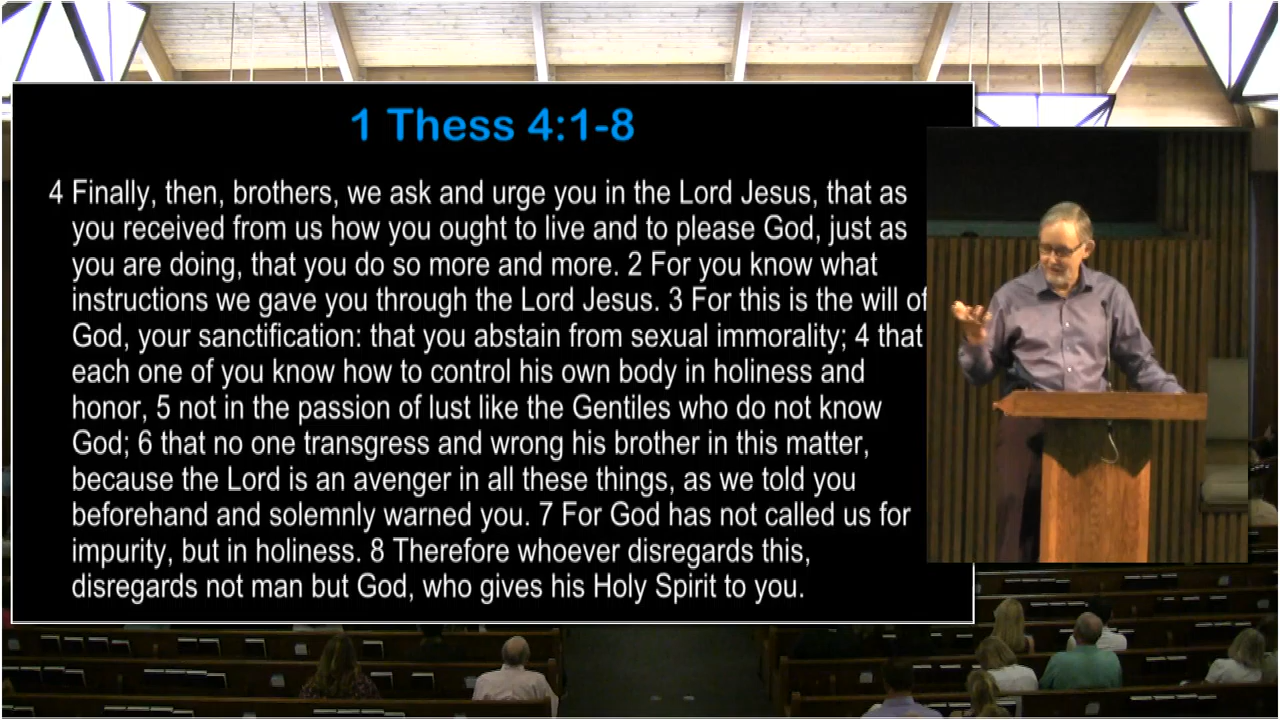 1 Thess 4:1-8
4 Finally, then, brothers, we ask and urge you in the Lord Jesus, that as
you received from us how you ought to live and to please God, just as
you are doing, that you do so more and more. 2 For you know what
instructions we gave you through the Lord Jesus. 3 For this is the will of
God, your sanctification: that you abstain from sexual immorality; 4 that
each one of you know how to control his own body in holiness and
honor, 5 not in the passion of lust like the Gentiles who do not know
God; 6 that no one transgress and wrong his brother in this matter,
because the Lord is an avenger in all these things, as we told you
beforehand and solemnly warned you. 7 For God has not called us for
impurity, but in holiness. 8 Therefore whoever disregards this,
disregards not man but God, who gives his Holy Spirit to you.